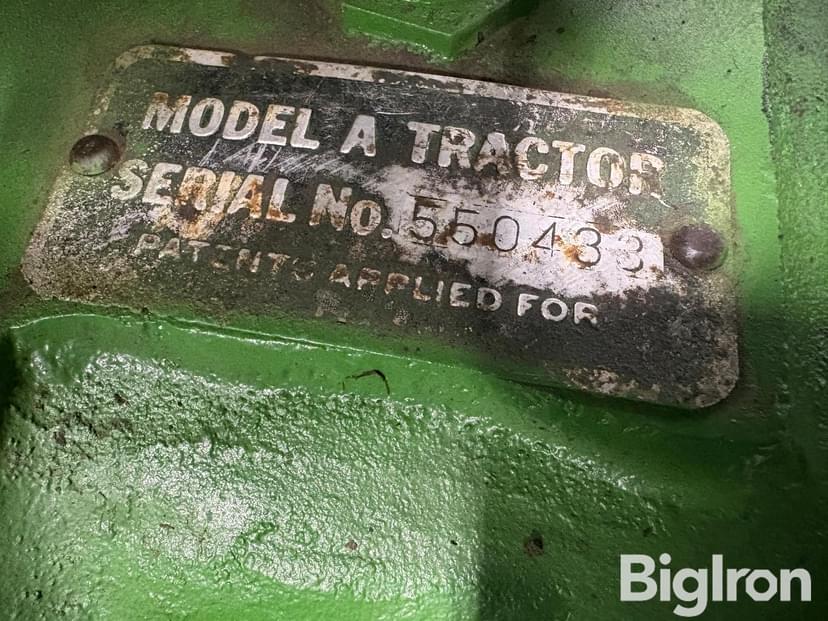 MODEL A TRACTOR
SERIAL No. 550433
PATENTS APPLIED FOR
BigIron